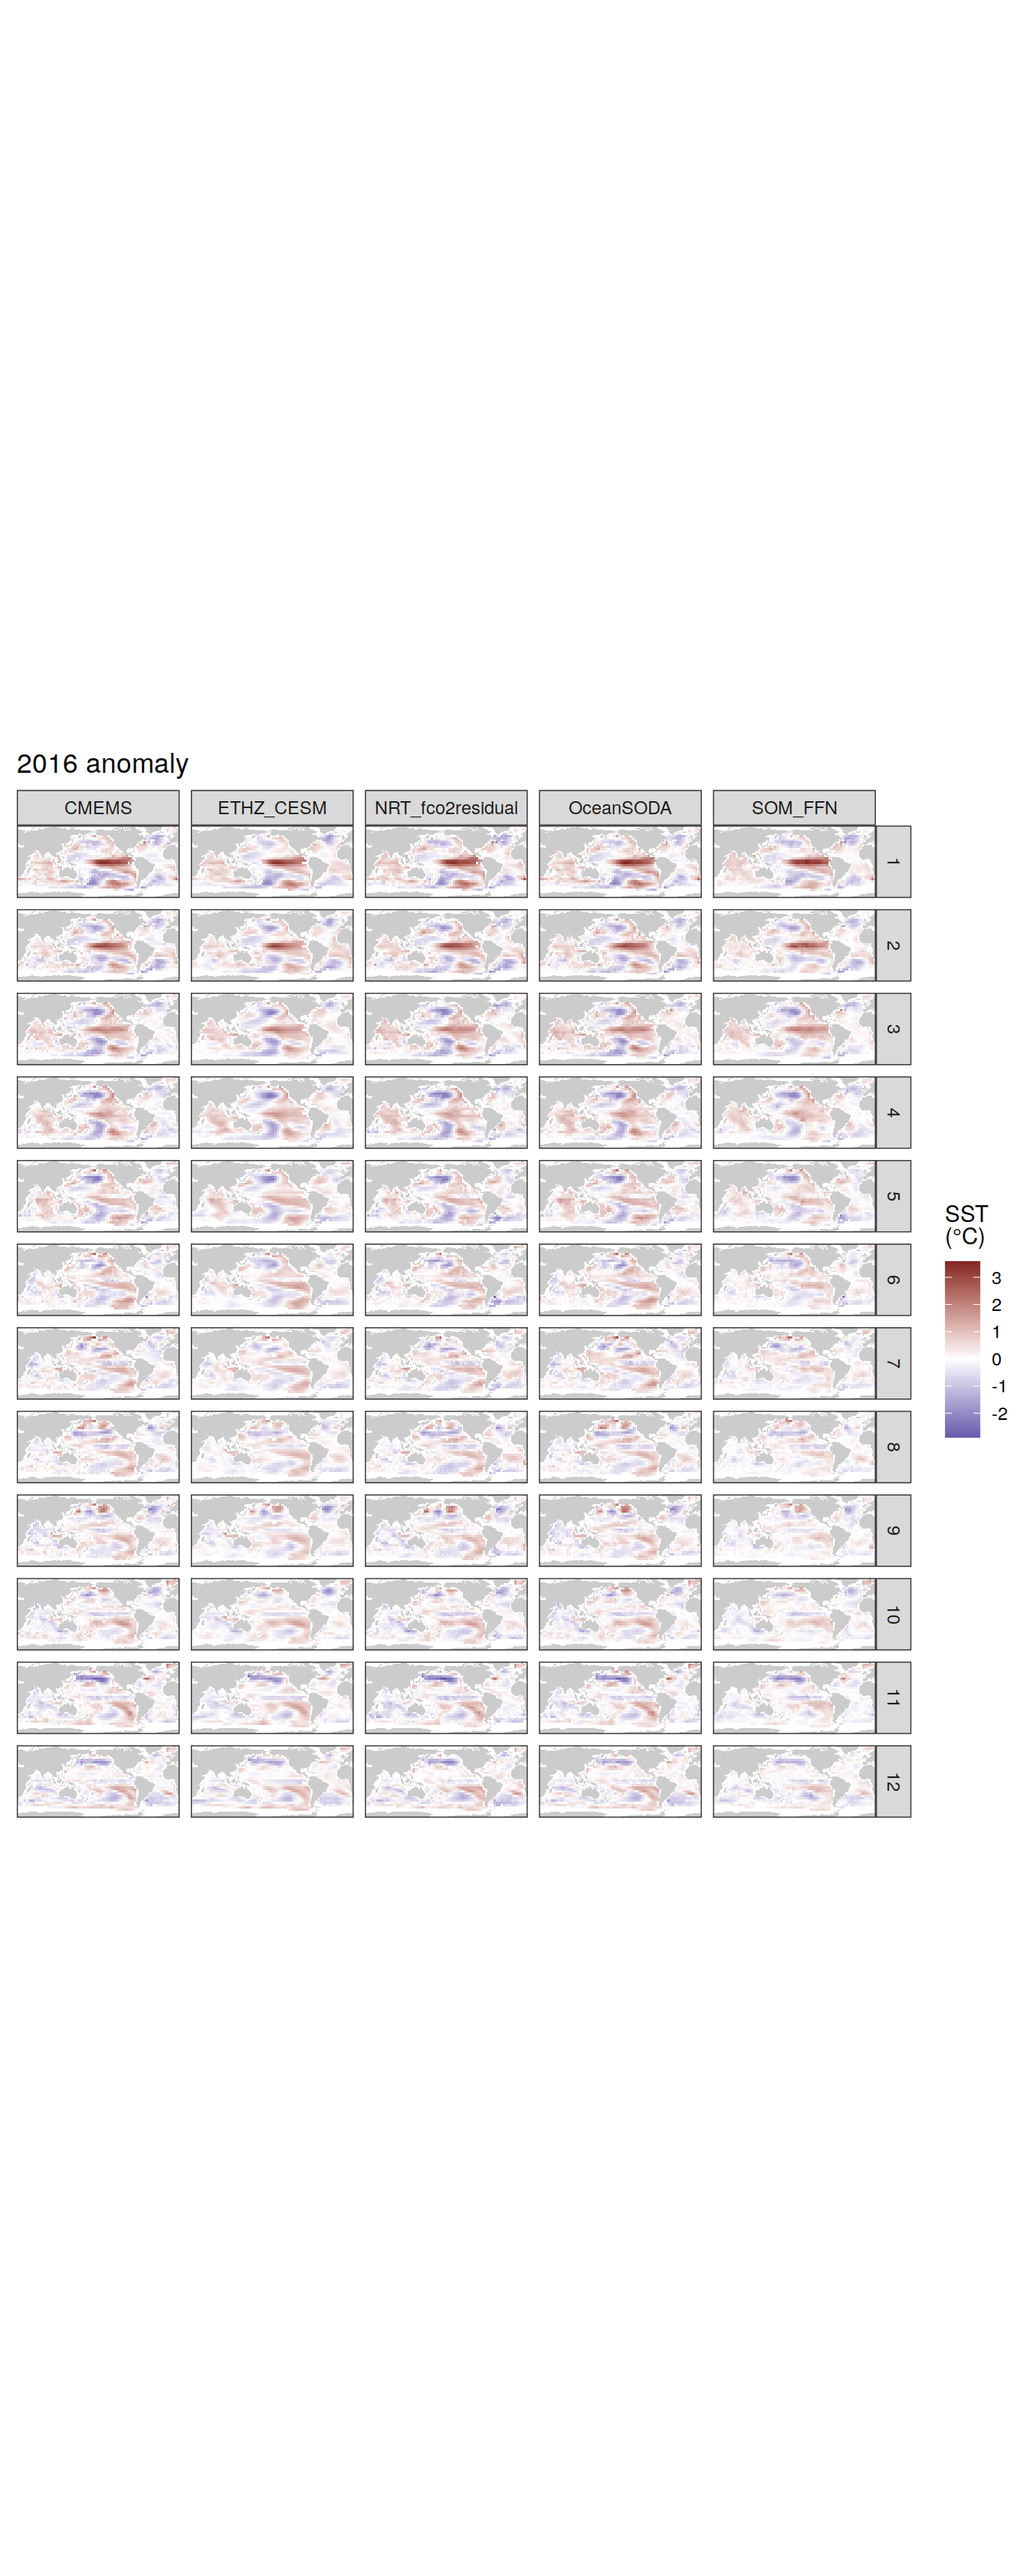 2016 anomaly
CMEMS
ETHZ_CESM
NRT_fco2residual
OceanSODA
SOM_FFN
1
2
3
4
5
6
7
8
9
10
11
12
SST
(°C)
3
2
1
0
-1
-2